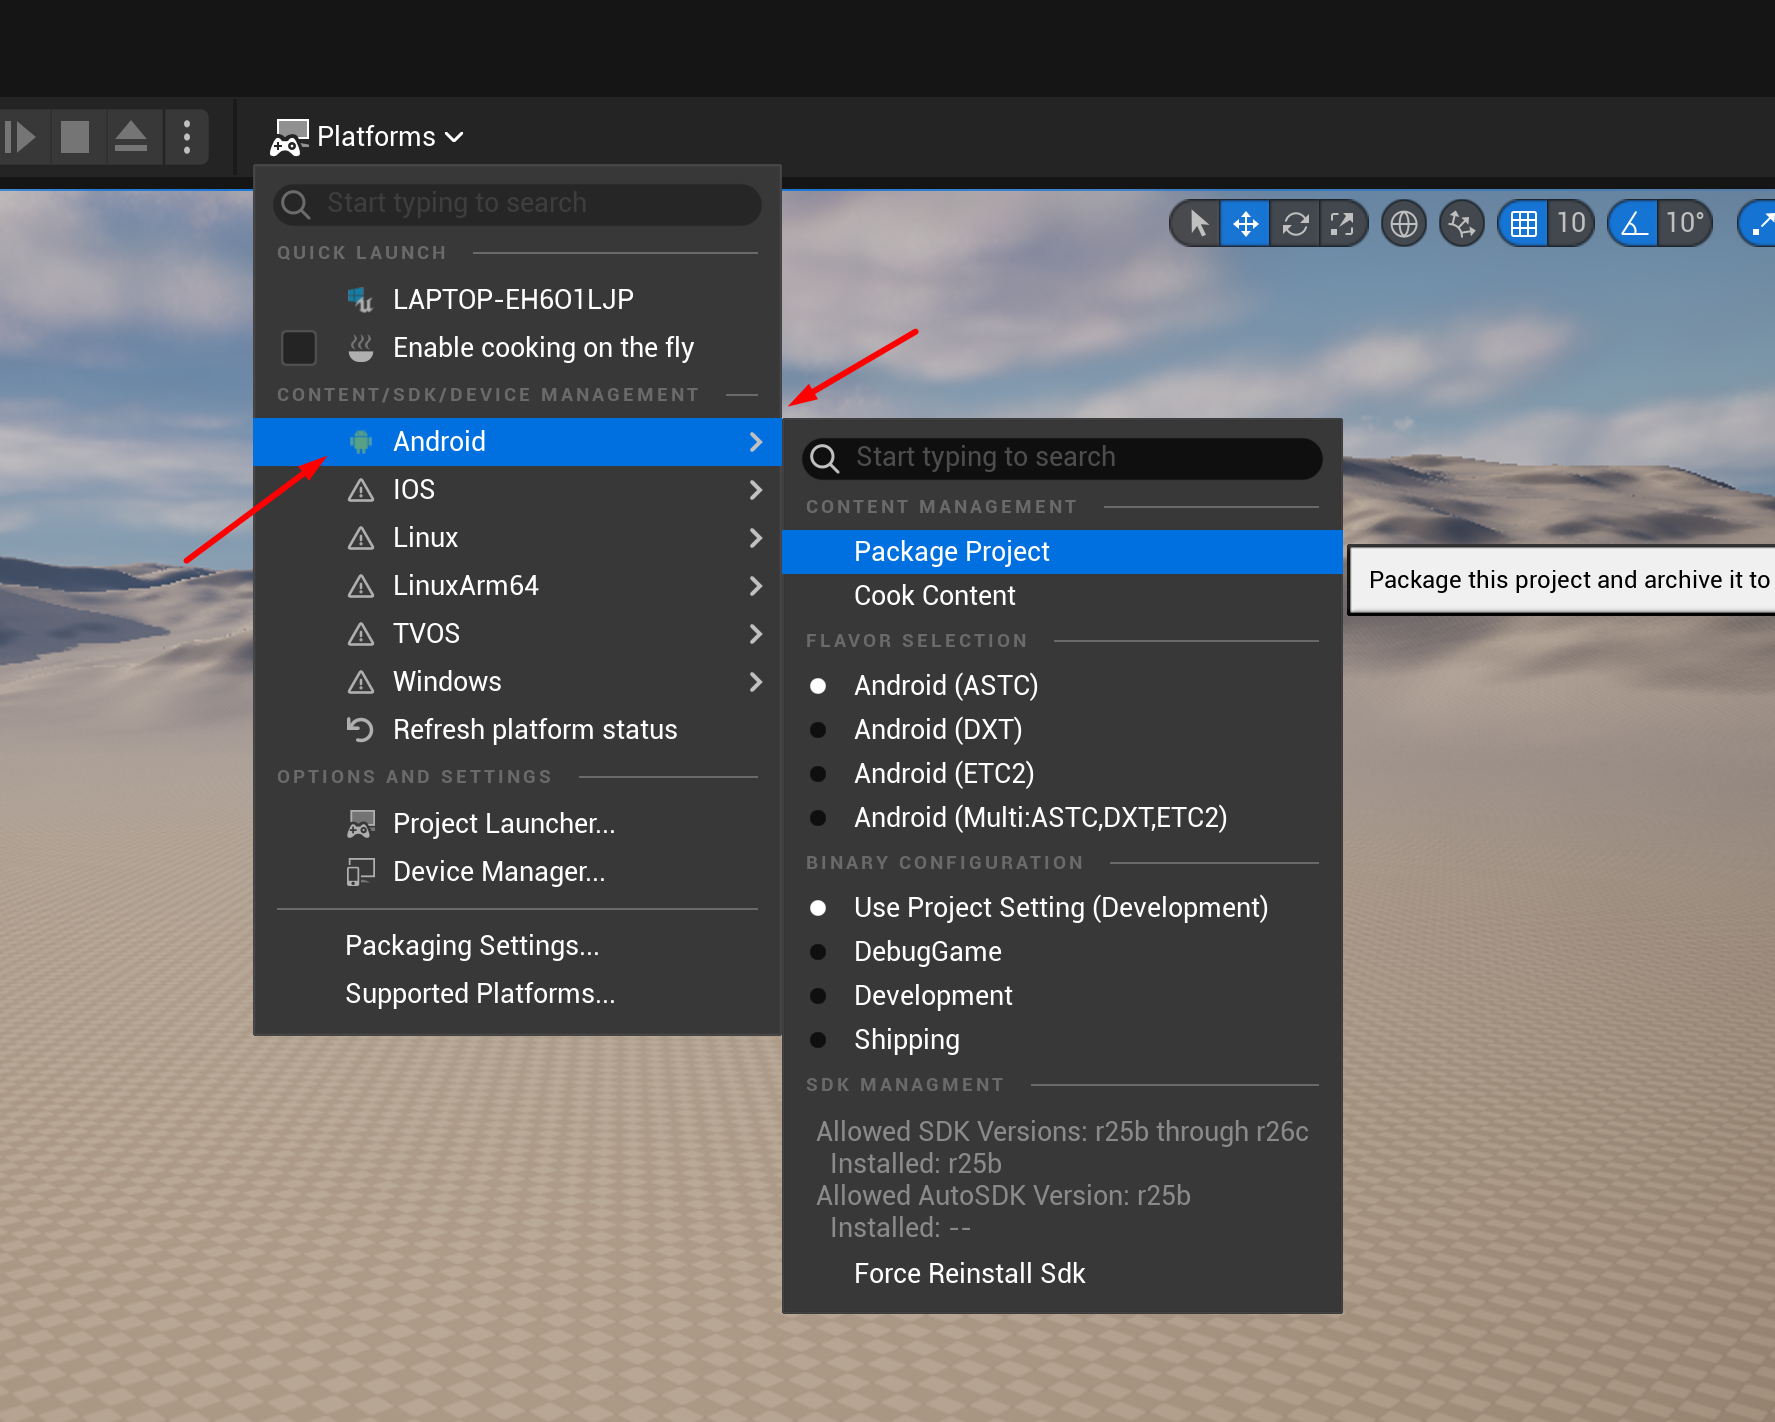 Platforms
Start typing to search
QUICK LAUNCH
LAPTOP-EH6O1LJP
Enable cooking on the fly
CONTENT/SDK/DEVICE MANAGEMENT
Android
IOS
Linux
LinuxArm64
TVOS
Windows
Refresh platform status
OPTIONS AND SETTINGS
Project Launcher...
Device Manager...
Packaging Settings...
Supported Platforms...
10
10°
Start typing to search
CONTENT MANAGEMENT
Package Project
Cook Content
FLAVOR SELECTION
Android (ASTC)
Android (DXT)
Android (ETC2)
Android (Multi:ASTC,DXT,ETC2)
BINARY CONFIGURATION
Use Project Setting (Development)
DebugGame
Development
Shipping
SDK MANAGMENT
Allowed SDK Versions: r25b through r26c
Installed: r25b
Allowed AutoSDK Version: r25b
Installed: --
Force Reinstall Sdk
Package this project and archive it to